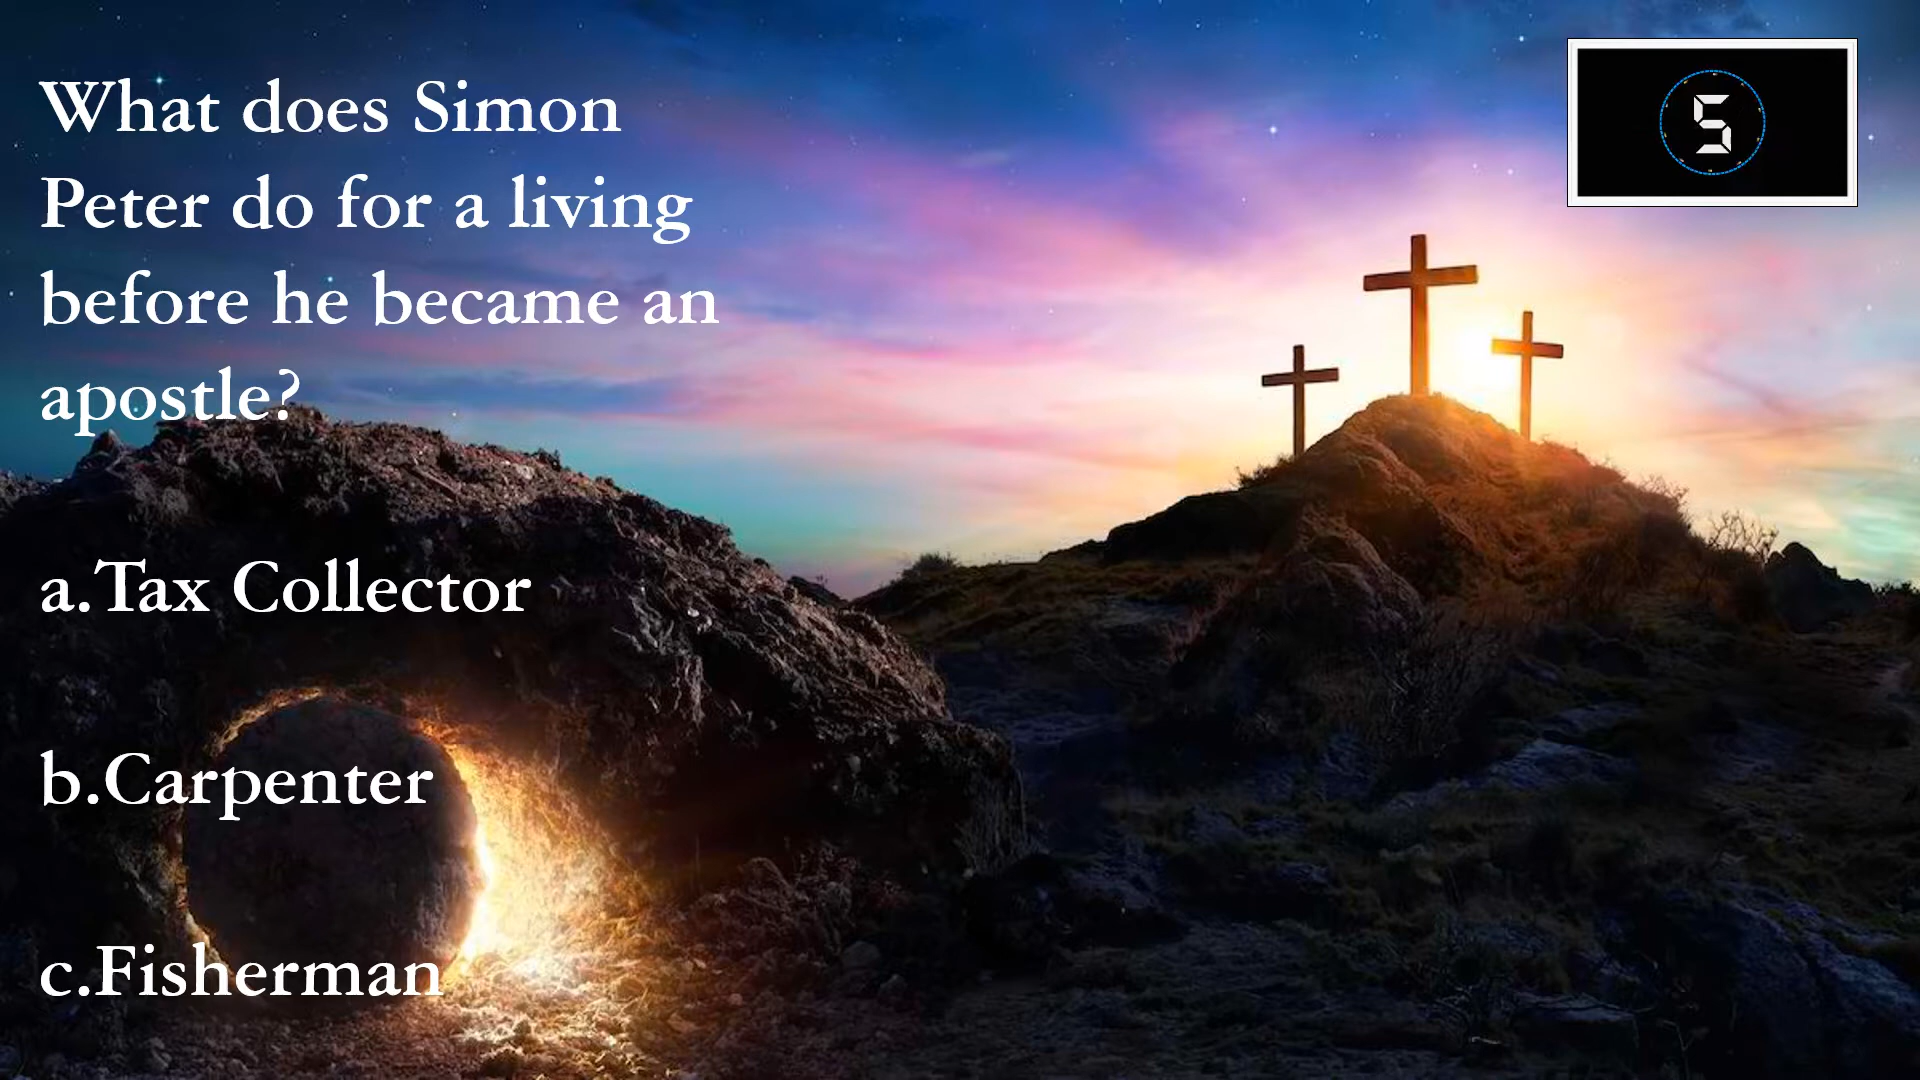 What does Simon
Peter do for a living
before he became an
apostle?
a.Tax Collector
b.Carpenter
c.Fisherman
5